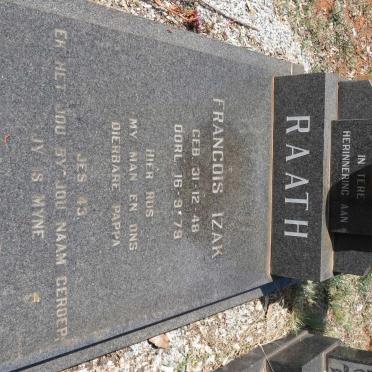 IN TERE
HERINNERING AAN
RAATH
FRANCOIS IZAK
GEB. 31-12-48
OORL. 16-3-79
HIER RUS
MY MAN EN ONS
DIERBARE PAPPA
JES. 43
EK HET JOU BY JOU NAAM GEROEP,
JY IS MYNE